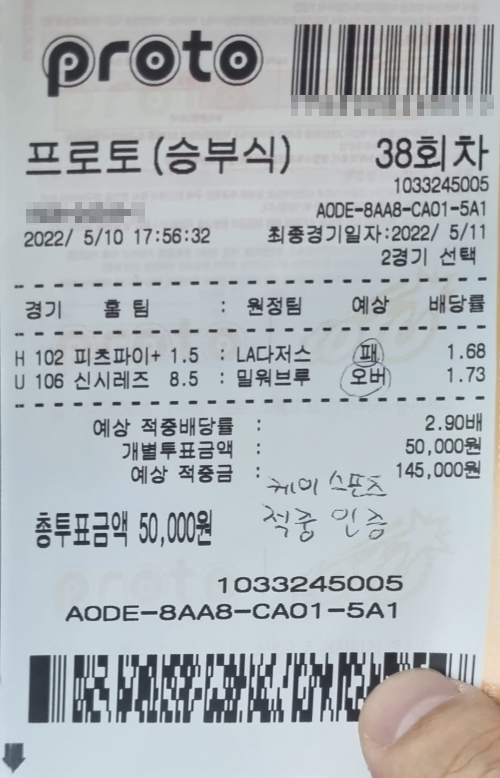 proto
프로토(승부식) 38회차
1033245005
A0DE-8AA8-CA01-5A1
2022/ 5/10 17:56:32 최종경기일자:2022/ 5/11
2경기 선택
경기 홈 팀 : 원정팀 예상 배당률
H 102 피츠파이+ 1.5 : LA다저스 패 1.68
U 106 신시레즈 8.5 : 밀워브루 오버 1.73
예상 적중배당률 : 2.90배
개별투표금액 : 50,000원
예상 적중금 : 145,000원
케이 스포츠
적중 인증
총투표금액 50,000원
1033245005
A0DE-8AA8-CA01-5A1